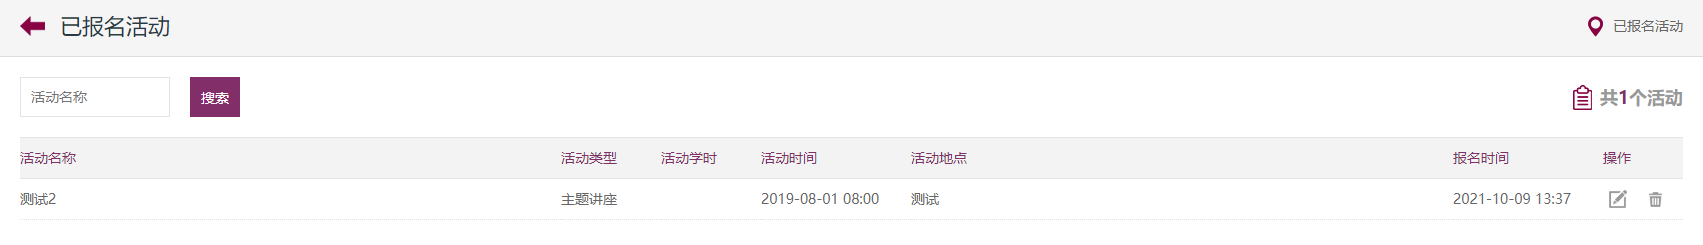 已报名活动
已报名活动
活动名称 搜索 共1个活动
活动名称 活动类型 活动学时 活动时间 活动地点 报名时间 操作
测试2 主题讲座 2019-08-01 08:00 测试 2021-10-09 13:37